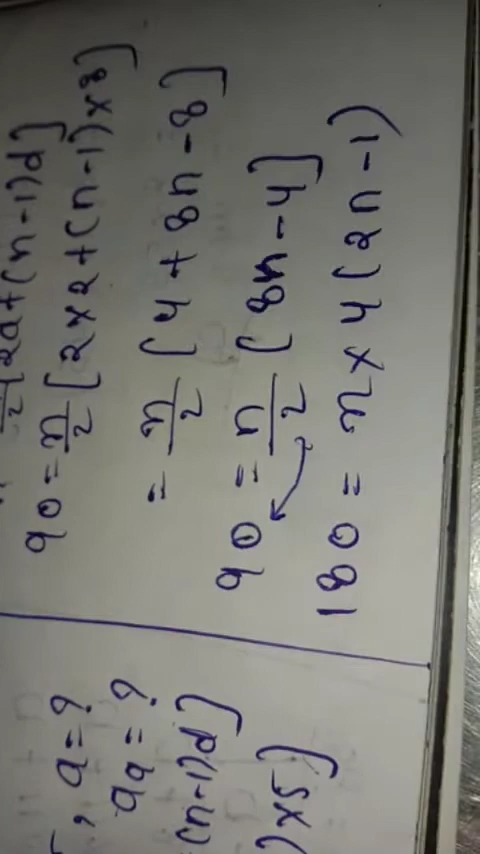 n/2[2a+(n-1)d]
90 = n/2 [2×2+(n-1)×8]
= n/2 [4+8n-8]
90 = n/2 [8n-4]
180 = n×4(2n-1)
, a=?
a9=?
(n-1)d]
)×5]